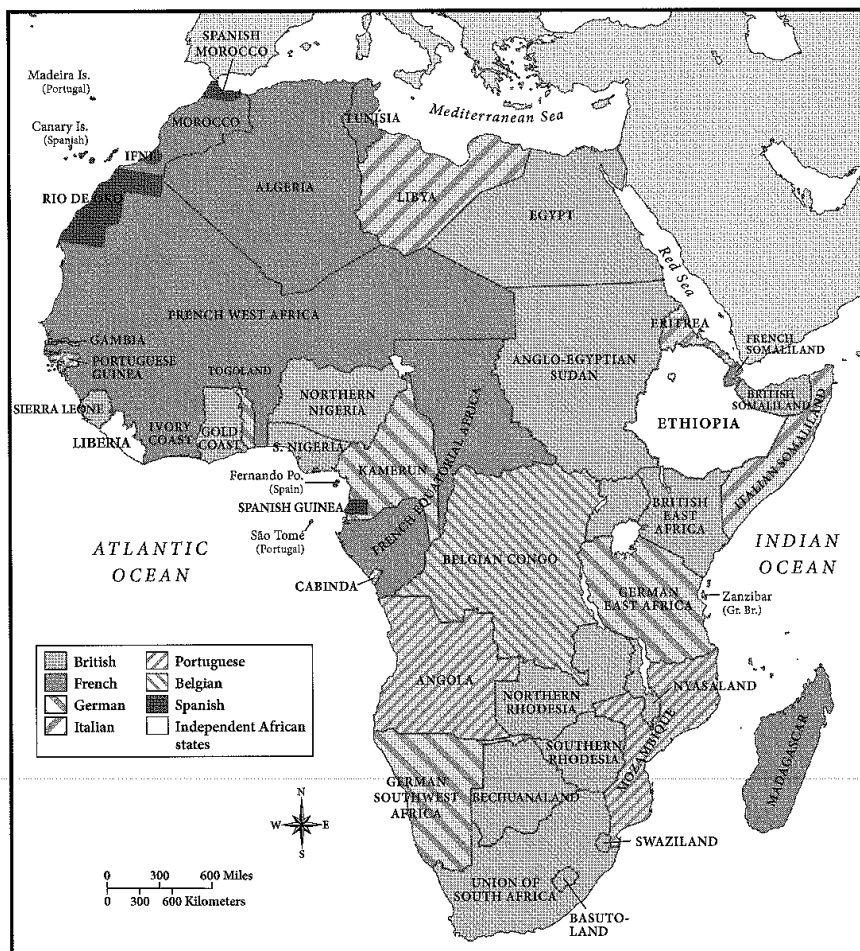 SPANISH
MOROCCO
Madeira Is.
(Portugal)
Mediterranean Sea
TUNISIA
MOROCCO
Canary Is.
(Spanish)
IFNI
ALGERIA
LIBYA
EGYPT
RIO DE ORO
Red Sea
FRENCH WEST AFRICA
ERITREA
GAMBIA
FRENCH
SOMALILAND
PORTUGUESE
GUINEA
TOGOLAND
ANGLO-EGYPTIAN
SUDAN
NORTHERN
NIGERIA
BRITISH
SOMALILAND
SIERRA LEONE
IVORY
COAST
GOLD
COAST
ETHIOPIA
LIBERIA
S. NIGERIA
KAMERUN
FRENCH EQUATORIAL AFRICA
ITALIAN SOMALILAND
Fernando Po.
(Spain)
SPANISH GUINEA
BRITISH
EAST
AFRICA
São Tomé
(Portugal)
ATLANTIC
OCEAN
BELGIAN CONGO
INDIAN
OCEAN
CABINDA
GERMAN
EAST AFRICA
Zanzibar
(Gr. Br.)
British
French
German
Italian
Portuguese
Belgian
Spanish
Independent African
states
ANGOLA
NYASALAND
NORTHERN
RHODESIA
SOUTHERN
RHODESIA
MOZAMBIQUE
MADAGASCAR
GERMAN
SOUTHWEST
AFRICA
BECHUANALAND
N
W E
S
SWAZILAND
0 300 600 Miles
0 300 600 Kilometers
UNION OF
SOUTH AFRICA
BASUTO-
LAND